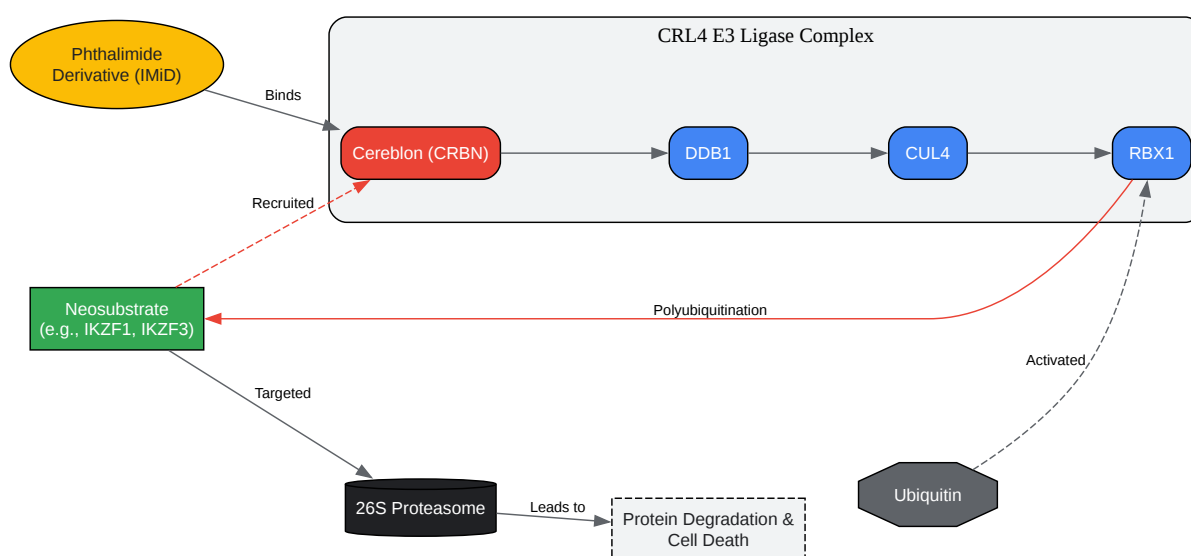 CRL4 E3 Ligase Complex
Phthalimide
Derivative (IMiD)
Binds
Cereblon (CRBN)
DDB1
CUL4
RBX1
Recruited
Neosubstrate
(e.g., IKZF1, IKZF3)
Polyubiquitination
Activated
Targeted
26S Proteasome
Leads to
Protein Degradation &
Cell Death
Ubiquitin